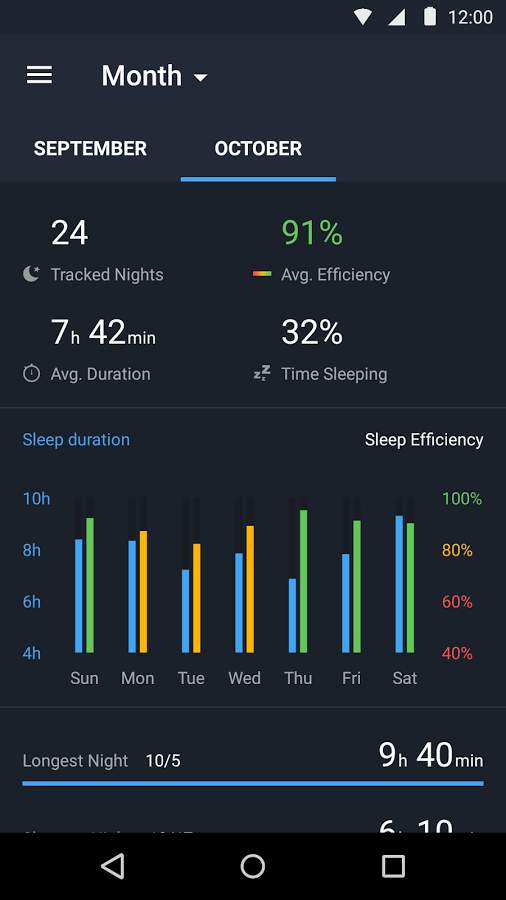 12:00
Month
SEPTEMBER OCTOBER
24 91%
Tracked Nights Avg. Efficiency
7h 42min 32%
Avg. Duration Time Sleeping
Sleep duration Sleep Efficiency
10h 100%
8h 80%
6h 60%
4h 40%
Sun Mon Tue Wed Thu Fri Sat
Longest Night 10/5 9h 40min